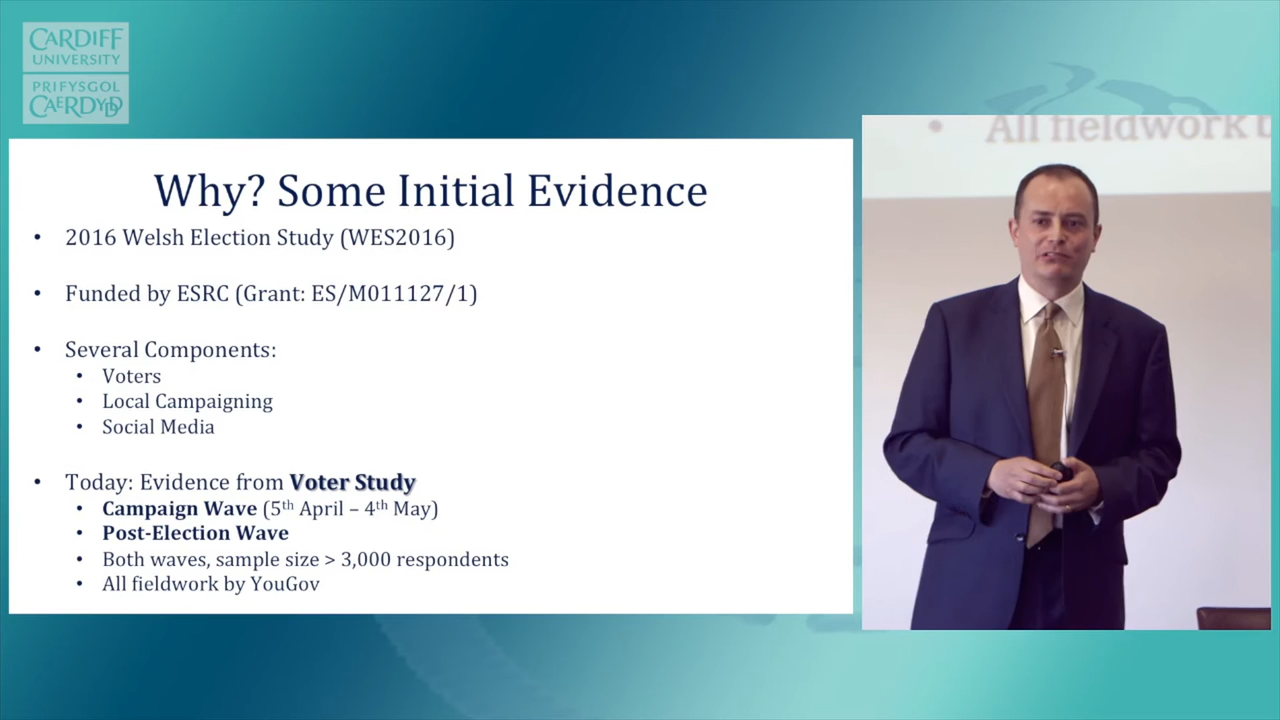 CARDIFF
UNIVERSITY
PRIFYSGOL
CAERDYDD
Why? Some Initial Evidence
• 2016 Welsh Election Study (WES2016)
• Funded by ESRC (Grant: ES/M011127/1)
• Several Components:
• Voters
• Local Campaigning
• Social Media
• Today: Evidence from Voter Study
• Campaign Wave (5th April – 4th May)
• Post-Election Wave
• Both waves, sample size > 3,000 respondents
• All fieldwork by YouGov
• All fieldwork b